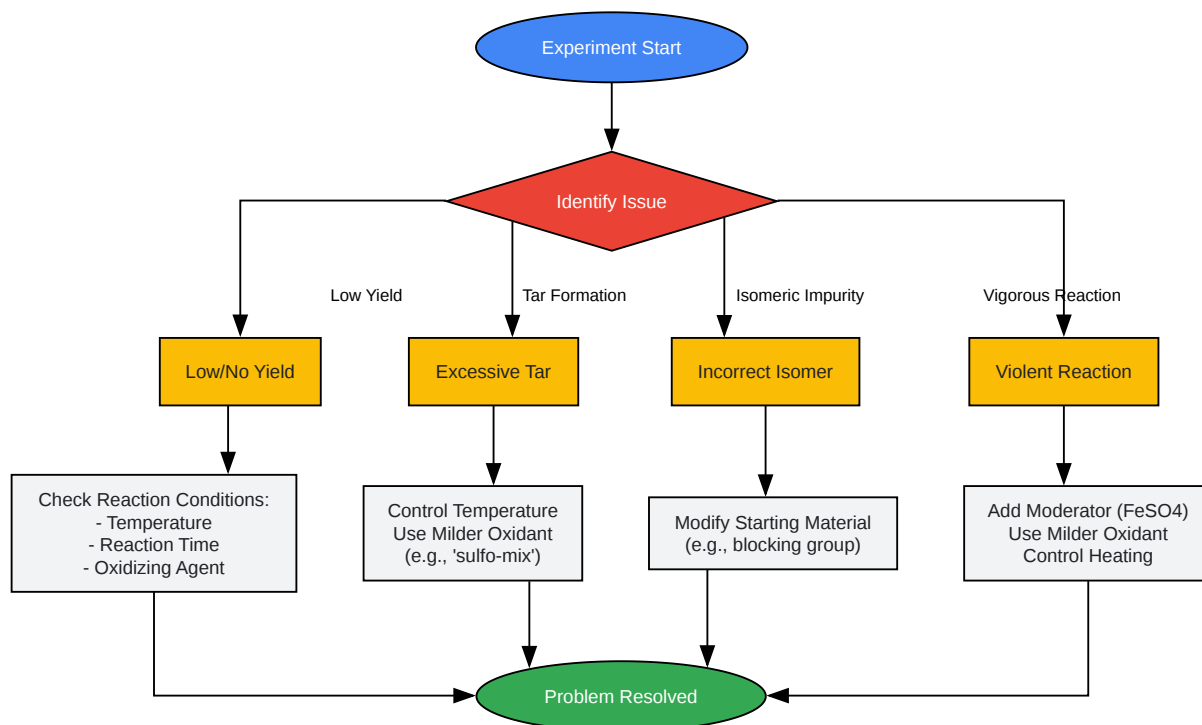 Experiment Start
Identify Issue
Low Yield
Tar Formation
Isomeric Impurity
Vigorous Reaction
Low/No Yield
Excessive Tar
Incorrect Isomer
Violent Reaction
Check Reaction Conditions:
- Temperature
- Reaction Time
- Oxidizing Agent
Control Temperature
Use Milder Oxidant
(e.g., 'sulfo-mix')
Modify Starting Material
(e.g., blocking group)
Add Moderator (FeSO4)
Use Milder Oxidant
Control Heating
Problem Resolved